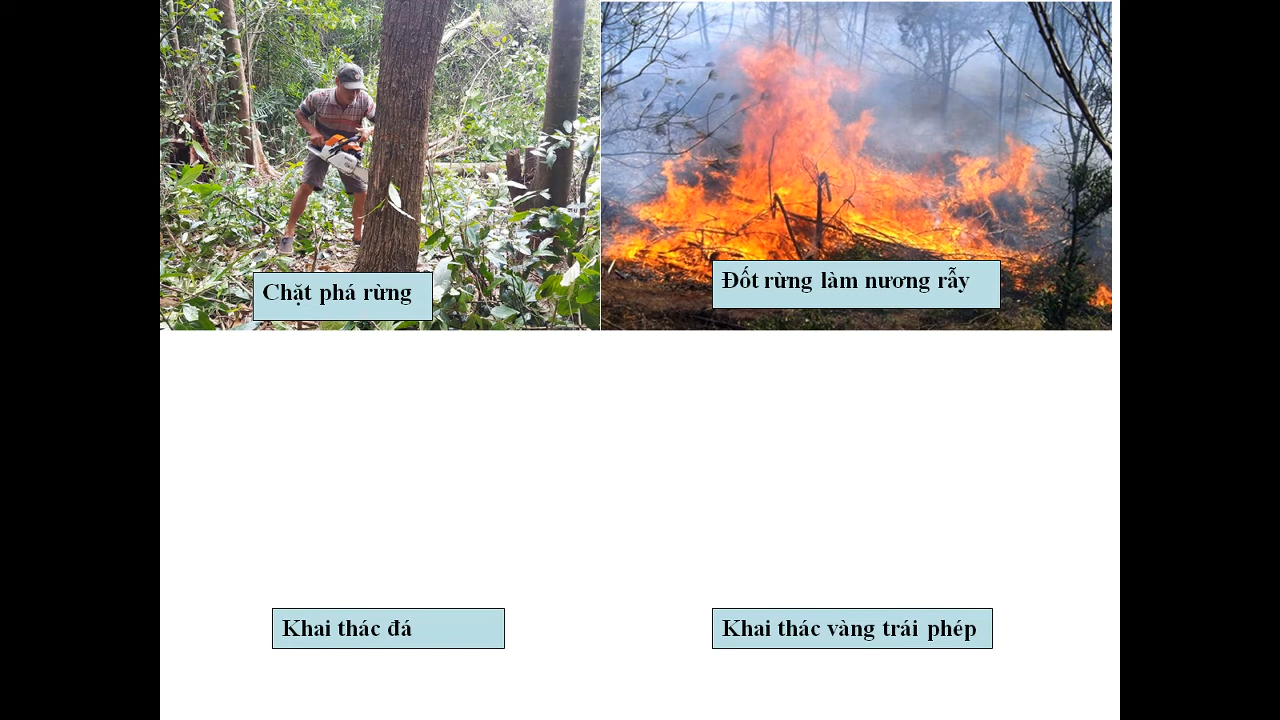 Chặt phá rừng
Đốt rừng làm nương rẫy
Khai thác đá
Khai thác vàng trái phép